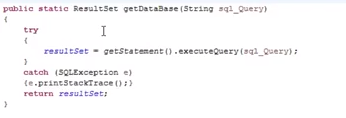 public static ResultSet getDataBase(String sql_Query)
{
try
{
resultSet = getStatement().executeQuery(sql_Query);
}
catch (SQLException e)
{e.printStackTrace();}
return resultSet;
}